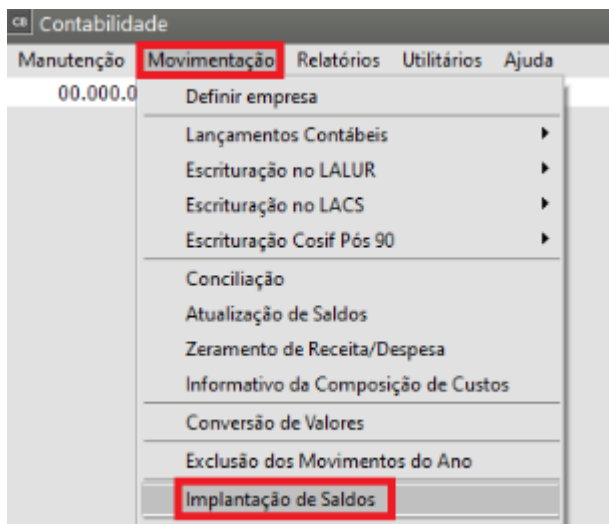 CB Contabilidade
Manutenção Movimentação Relatórios Utilitários Ajuda
00.000.0
Definir empresa
Lançamentos Contábeis
Escrituração no LALUR
Escrituração no LACS
Escrituração Cosif Pós 90
Conciliação
Atualização de Saldos
Zeramento de Receita/Despesa
Informativo da Composição de Custos
Conversão de Valores
Exclusão dos Movimentos do Ano
Implantação de Saldos